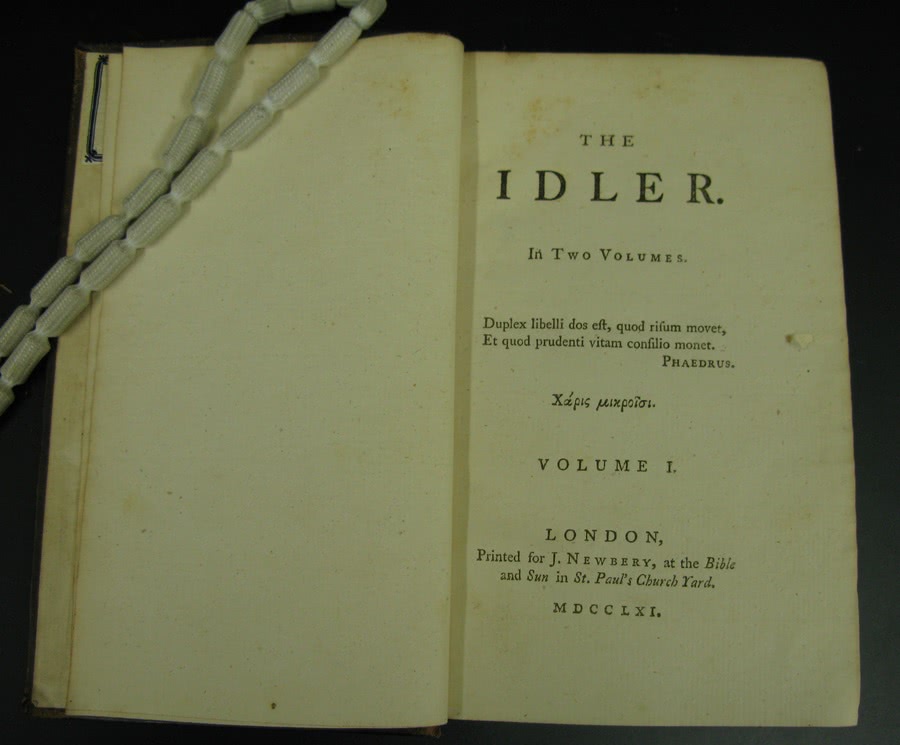 THE
IDLER.
In Two Volumes.
Duplex libelli dos eſt, quod riſum movet,
Et quod prudenti vitam conſilio monet.
PHAEDRUS.
Χάρις μικροῖσι.
VOLUME I.
LONDON,
Printed for J. NEWBERY, at the Bible
and Sun in St. Paul's Church Yard.
MDCCLXI.